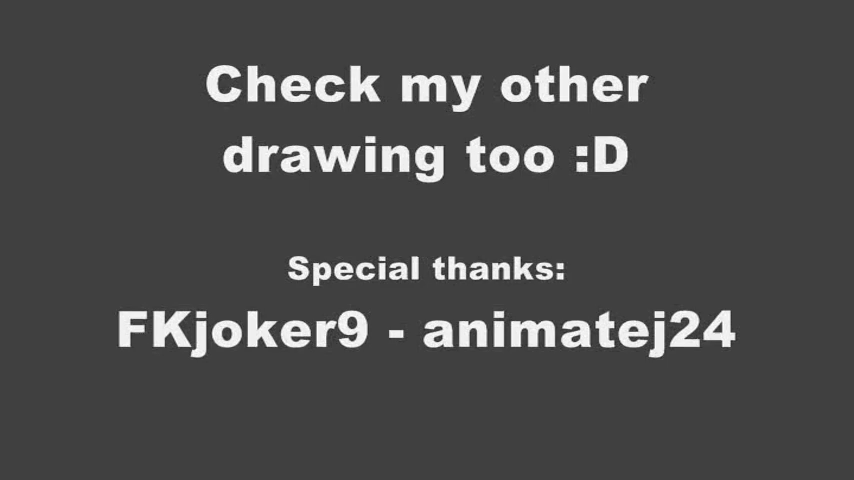 Check my other
drawing too :D
Special thanks:
FKjoker9 - animatej24